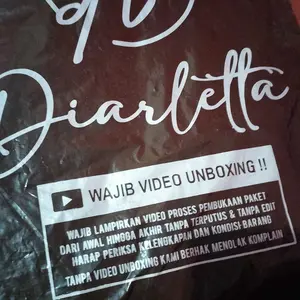 Diarletta
WAJIB VIDEO UNBOXING !!
WAJIB LAMPIRKAN VIDEO PROSES PEMBUKAAN PAKET
DARI AWAL HINGGA AKHIR TANPA TERPUTUS & TANPA EDIT
HARAP PERIKSA KELENGKAPAN DAN KONDISI BARANG
TANPA VIDEO UNBOXING KAMI BERHAK MENOLAK KOMPLAIN